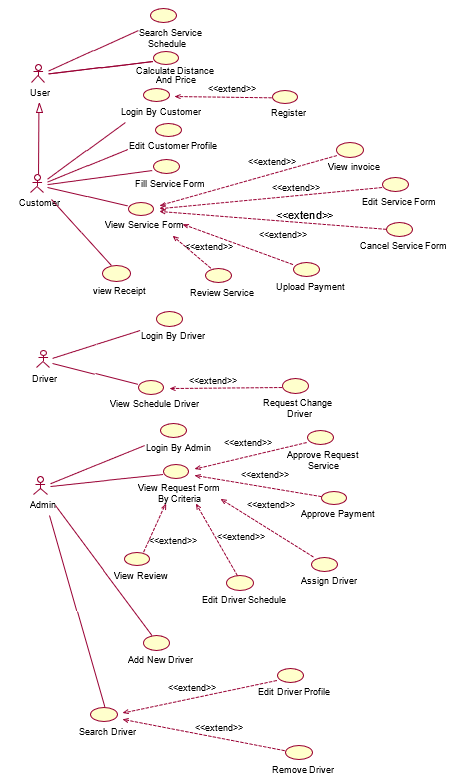 Search Service
Schedule
User
Calculate Distance
And Price
<<extend>>
Login By Customer
Register
Edit Customer Profile
<<extend>>
View invoice
Fill Service Form
<<extend>>
Edit Service Form
Customer
<<extend>>
View Service Form
<<extend>>
Cancel Service Form
<<extend>>
view Receipt
Review Service
Upload Payment
Login By Driver
Driver
<<extend>>
View Schedule Driver
Request Change
Driver
Login By Admin
<<extend>>
Approve Request
Service
<<extend>>
View Request Form
By Criteria
Admin
<<extend>>
Approve Payment
<<extend>>
<<extend>>
View Review
Assign Driver
Edit Driver Schedule
Add New Driver
<<extend>>
Edit Driver Profile
<<extend>>
Search Driver
Remove Driver